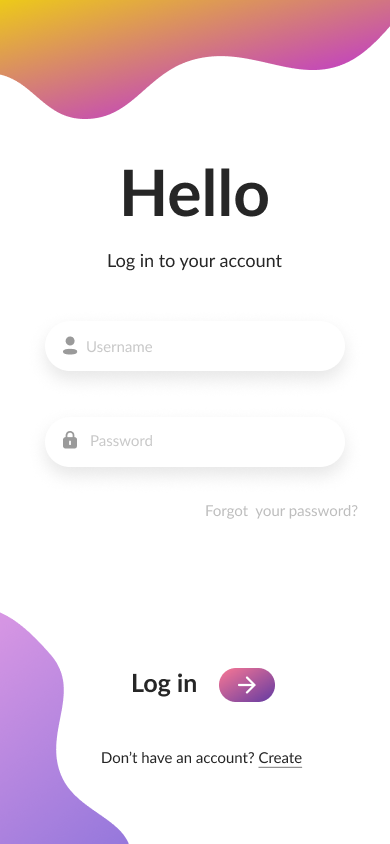 Hello
Log in to your account
Username
Password
Forgot  your password?
Log in
Don't have an account? Create